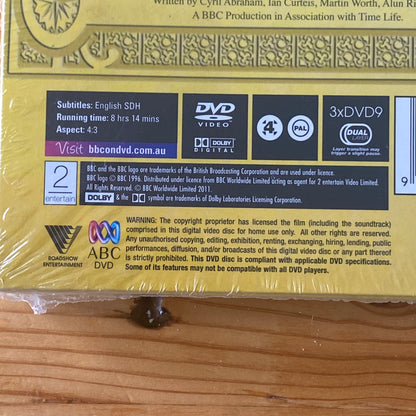 Written by Cyril Abraham, Ian Curteis, Martin Worth, Alun Ri
A BBC Production in Association with Time Life.
Subtitles: English SDH
Running time: 8 hrs 14 mins
Aspect: 4:3
Visit bbcondvd.com.au
DVD
VIDEO
DOLBY
DIGITAL
4
PAL
3xDVD9
DUAL
LAYER
Layer transition may
trigger a slight pause.
9
2
entertain
BBC and the BBC logo are trademarks of the British Broadcasting Corporation and are used under licence.
BBC logo © BBC 1996. Distributed under licence from BBC Worldwide Limited acting as agent for 2 entertain Video Limited.
comprised in this DVD © BBC Worldwide Limited 2011.
DOLBY & the symbol are trademarks of Dolby Laboratories Licensing Corporation.
ROADSHOW
ENTERTAINMENT
ABC
DVD
WARNING: The copyright proprietor has licensed the film (including the soundtrack)
comprised in this digital video disc for home use only. All other rights are reserved.
Any unauthorised copying, editing, exhibition, renting, exchanging, hiring, lending, public
performances, diffusion, and/or broadcasts of this digital video disc or any part thereof
is strictly prohibited. This DVD disc is compliant with applicable DVD specifications.
Some of its features may not be compatible with all DVD players.